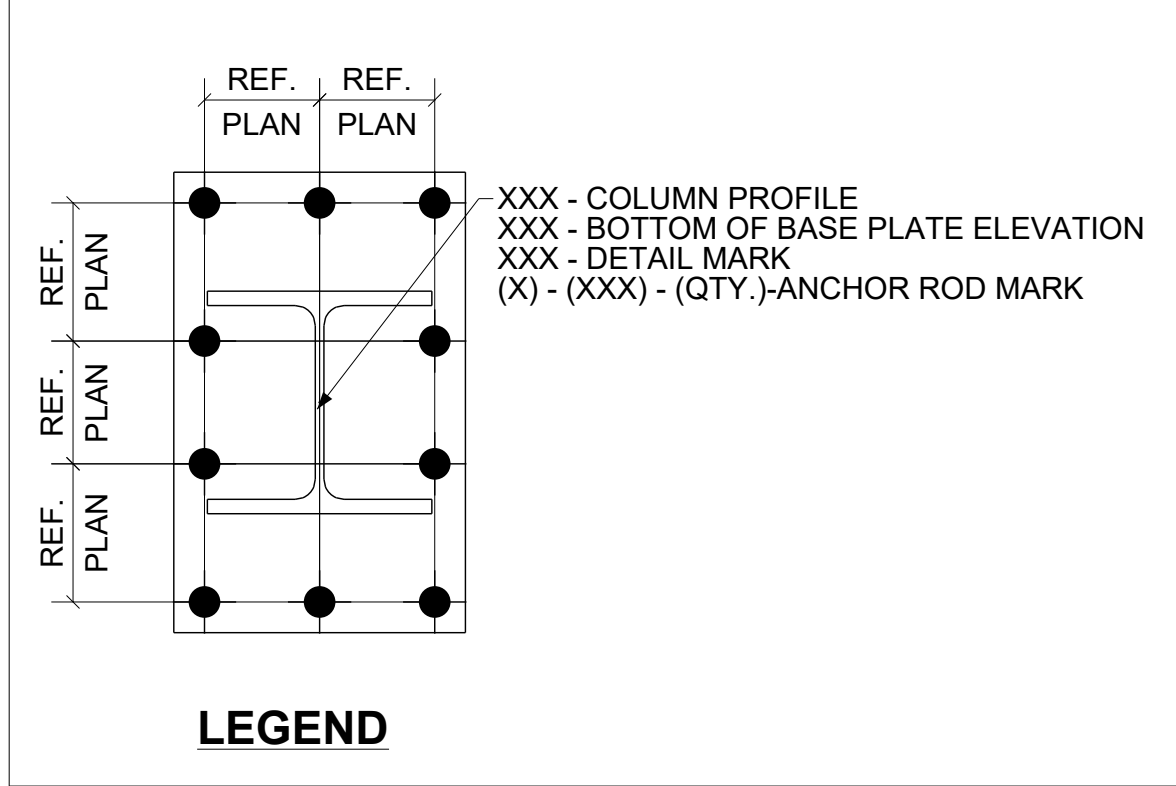 REF. REF.
PLAN PLAN
XXX - COLUMN PROFILE
XXX - BOTTOM OF BASE PLATE ELEVATION
XXX - DETAIL MARK
(X) - (XXX) - (QTY.)-ANCHOR ROD MARK
REF.
PLAN
REF.
PLAN
REF.
PLAN
LEGEND